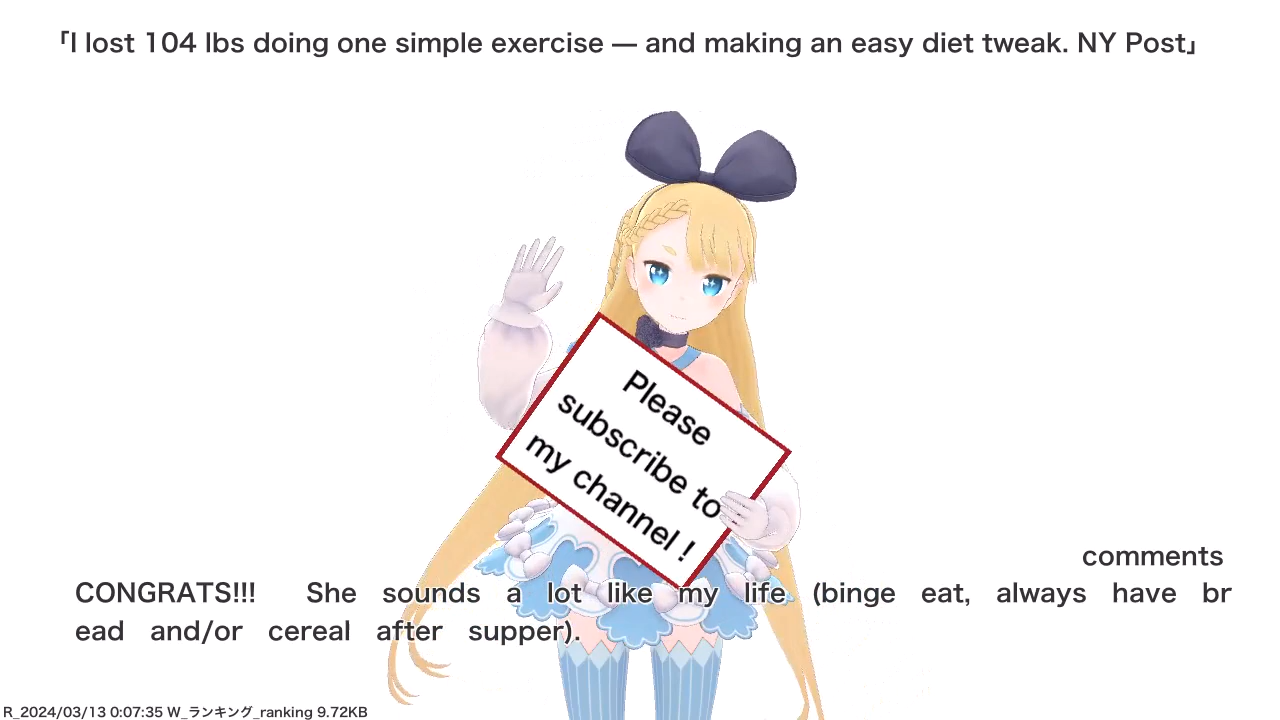 「I lost 104 lbs doing one simple exercise — and making an easy diet tweak. NY Post」
Please
subscribe to
my channel !
comments
CONGRATS!!! She sounds a lot like my life (binge eat, always have br
ead and/or cereal after supper).
R_2024/03/13 0:07:35 W_ランキング_ranking 9.72KB